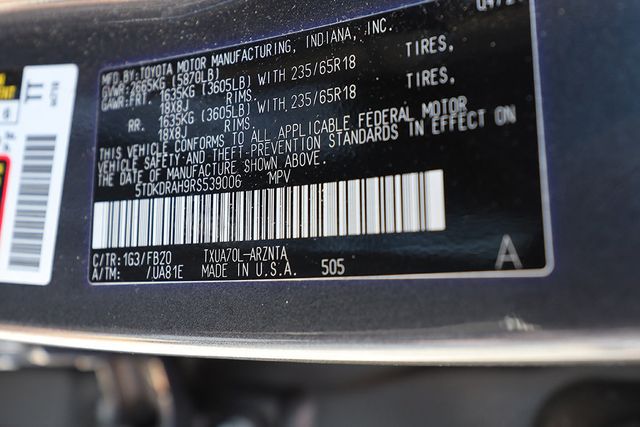 MFD BY: TOYOTA MOTOR MANUFACTURING, INDIANA, INC.
GVWR: 2665KG (5870LB)
GAWR: FRT. 1635KG (3605LB) WITH 235/65R18 TIRES,
18X8J RIMS
RR. 1635KG (3605LB) WITH 235/65R18 TIRES,
18X8J RIMS
THIS VEHICLE CONFORMS TO ALL APPLICABLE FEDERAL MOTOR
VEHICLE SAFETY AND THEFT PREVENTION STANDARDS IN EFFECT ON
THE DATE OF MANUFACTURE SHOWN ABOVE.
5TDKDRAH9RS539006 MPV
C/TR: 1G3/FB20 TXUA70L-ARZNTA
A/TM: /UA81E MADE IN U.S.A. 505
A